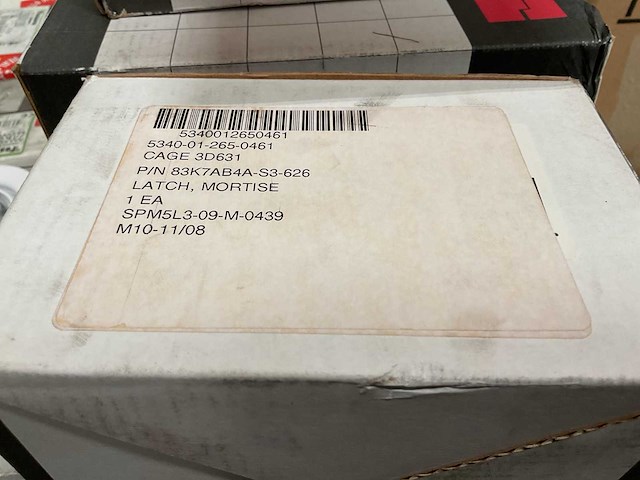 5340012650461
5340-01-265-0461
CAGE 3D631
P/N 83K7AB4A-S3-626
LATCH, MORTISE
1 EA
SPM5L3-09-M-0439
M10-11/08